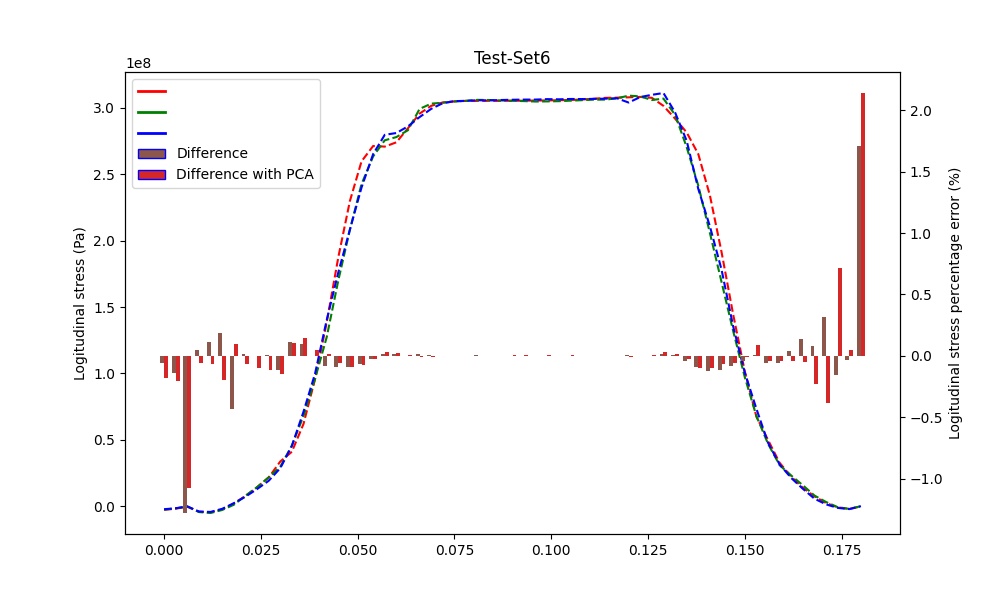 Test-Set6
1e8
3.0
2.5
2.0
1.5
1.0
0.5
0.0
Logitudinal stress (Pa)
Difference
Difference with PCA
2.0
1.5
1.0
0.5
0.0
−0.5
−1.0
Logitudinal stress percentage error (%)
0.000 0.025 0.050 0.075 0.100 0.125 0.150 0.175